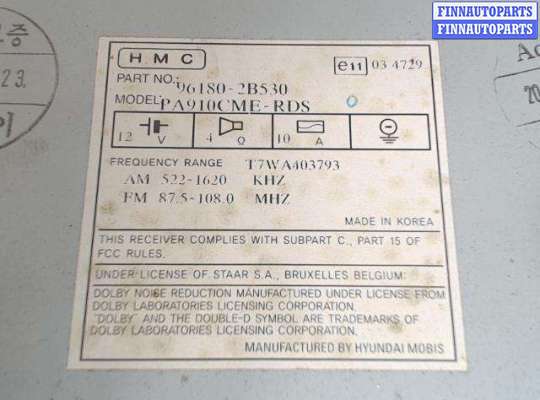 FINNAUTOPARTS
FINNAUTOPARTS
HMC
e11 03 4729
PART NO.: 96180-2B530
MODEL: PA910CME-RDS
12 V 4 Ω 10 A
FREQUENCY RANGE T7WA403793
AM 522-1620 KHZ
FM 87.5-108.0 MHZ
MADE IN KOREA
THIS RECEIVER COMPLIES WITH SUBPART C., PART 15 OF
FCC RULES.
UNDER LICENSE OF STAAR S.A., BRUXELLES BELGIUM:
DOLBY NOISE REDUCTION MANUFACTURED UNDER LICENSE FROM
DOLBY LABORATORIES LICENSING CORPORATION.
"DOLBY" AND THE DOUBLE-D SYMBOL ARE TRADEMARKS OF
DOLBY LABORATORIES LICENSING CORPORATION.
MANUFACTURED BY HYUNDAI MOBIS